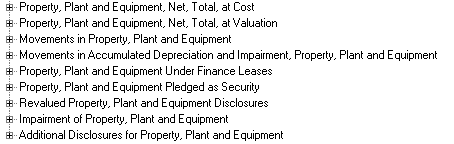 Property, Plant and Equipment, Net, Total, at Cost
Property, Plant and Equipment, Net, Total, at Valuation
Movements in Property, Plant and Equipment
Movements in Accumulated Depreciation and Impairment, Property, Plant and Equipment
Property, Plant and Equipment Under Finance Leases
Property, Plant and Equipment Pledged as Security
Revalued Property, Plant and Equipment Disclosures
Impairment of Property, Plant and Equipment
Additional Disclosures for Property, Plant and Equipment